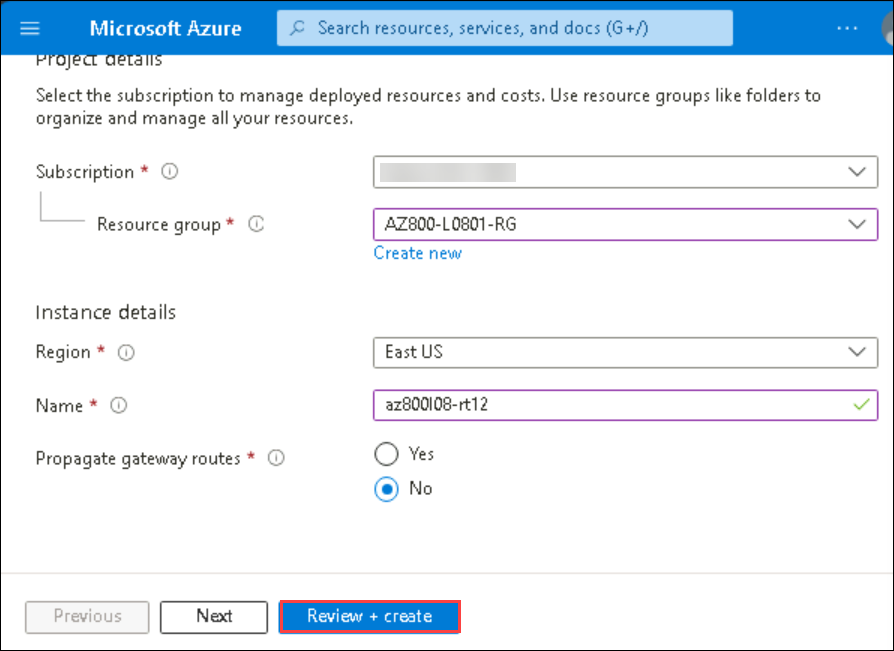 Microsoft Azure
Search resources, services, and docs (G+/)
...
Project details
Select the subscription to manage deployed resources and costs. Use resource groups like folders to
organize and manage all your resources.
Subscription *
Resource group *
AZ800-L0801-RG
Create new
Instance details
Region *
East US
Name *
az800l08-rt12
Propagate gateway routes *
Yes
No
Previous
Next
Review + create